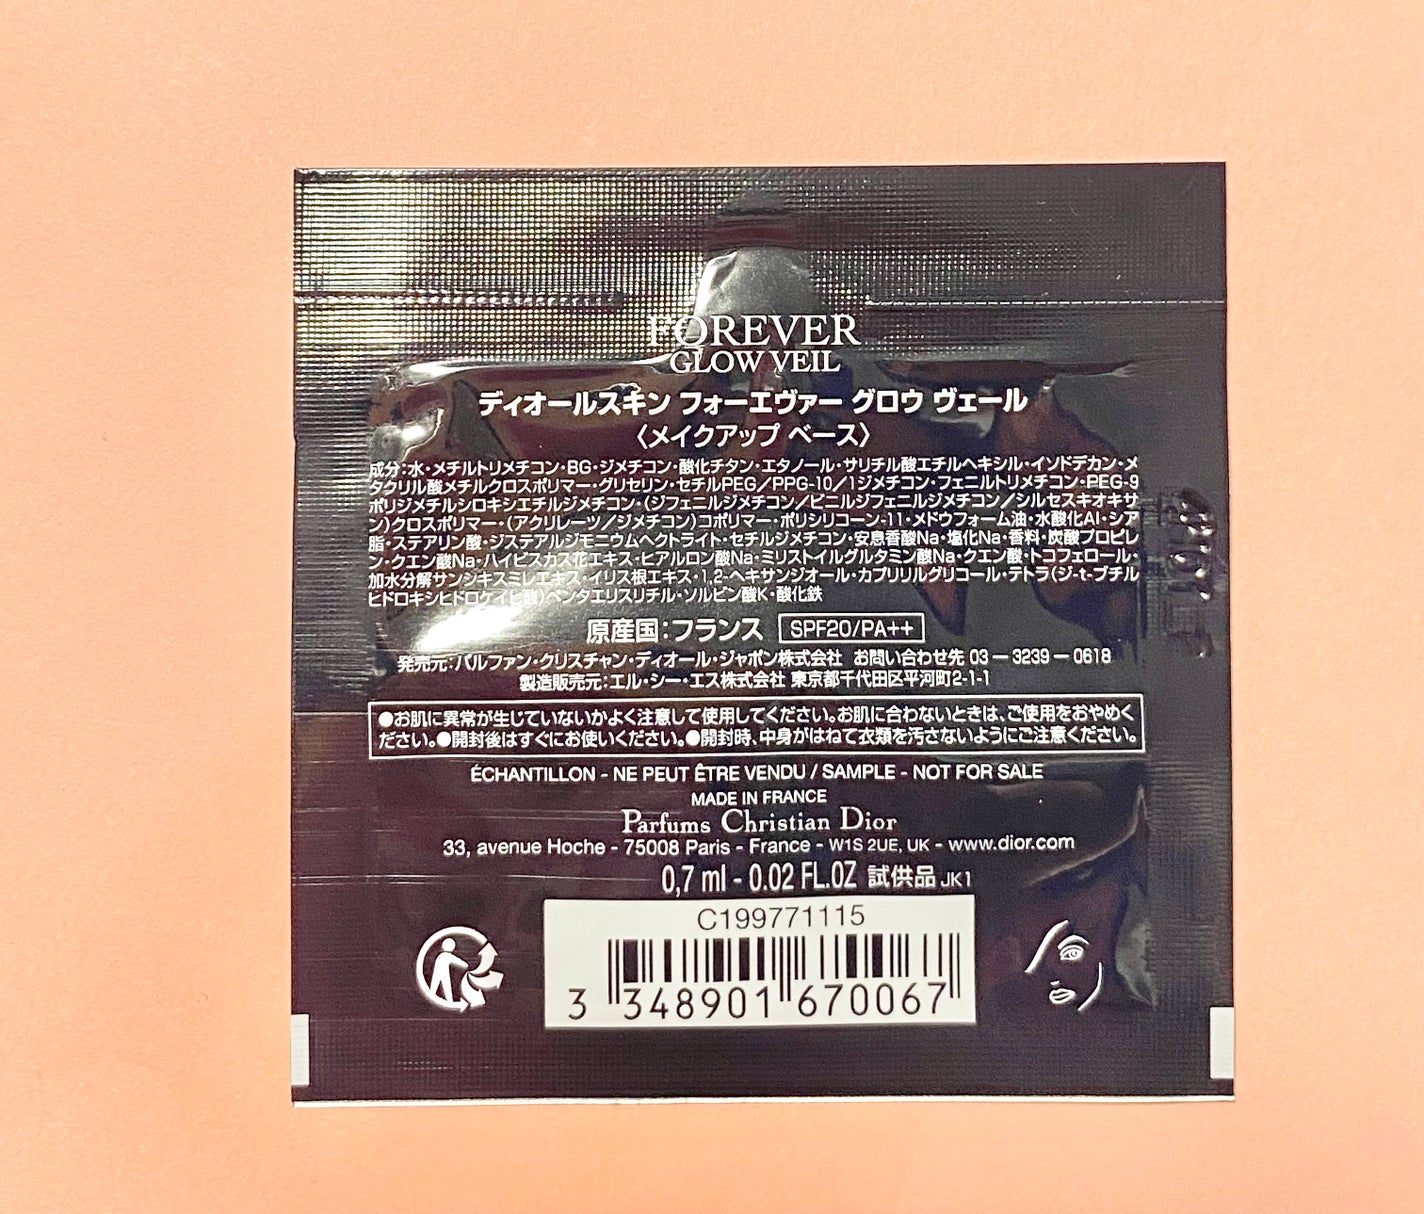 FOREVER
GLOW VEIL
ディオールスキン フォーエヴァー グロウ ヴェール
〈メイクアップ ベース〉
成分：水・メチルトリメチコン・BG・ジメチコン・酸化チタン・エタノール・サリチル酸エチルヘキシル・イソドデカン・メ
タクリル酸メチルクロスポリマー・グリセリン・セチルPEG／PPG-10／1ジメチコン・フェニルトリメチコン・PEG-9
ポリジメチルシロキシエチルジメチコン・（ジフェニルジメチコン／ビニルジフェニルジメチコン／シルセスキオキサ
ン）クロスポリマー・（アクリレーツ／ジメチコン）コポリマー・ポリシリコーン-11・メドウフォーム油・水酸化Al・シア
脂・ステアリン酸・ジステアルジモニウムヘクトライト・セチルジメチコン・安息香酸Na・塩化Na・香料・炭酸プロピレ
ン・クエン酸Na・ハイビスカス花エキス・ヒアルロン酸Na・ミリストイルグルタミン酸Na・クエン酸・トコフェロール・
加水分解サンシキスミレエキス・イリス根エキス・1,2-ヘキサンジオール・カプリリルグリコール・テトラ（ジ-t-ブチル
ヒドロキシヒドロケイヒ酸）ペンタエリスリチル・ソルビン酸K・酸化鉄
原産国：フランス SPF20/PA++
発売元：パルファン・クリスチャン・ディオール・ジャポン株式会社 お問い合わせ先 03－3239－0618
製造販売元：エル・シー・エス株式会社 東京都千代田区平河町2-1-1
●お肌に異常が生じていないかよく注意して使用してください。お肌に合わないときは、ご使用をおやめく
ださい。●開封後はすぐにお使いください。●開封時、中身がはねて衣類を汚さないようにご注意ください。
ÉCHANTILLON - NE PEUT ÊTRE VENDU / SAMPLE - NOT FOR SALE
MADE IN FRANCE
Parfums Christian Dior
33, avenue Hoche - 75008 Paris - France - W1S 2UE, UK - www.dior.com
0,7 ml - 0.02 FL.OZ 試供品 JK1
C199771115
3 348901 670067